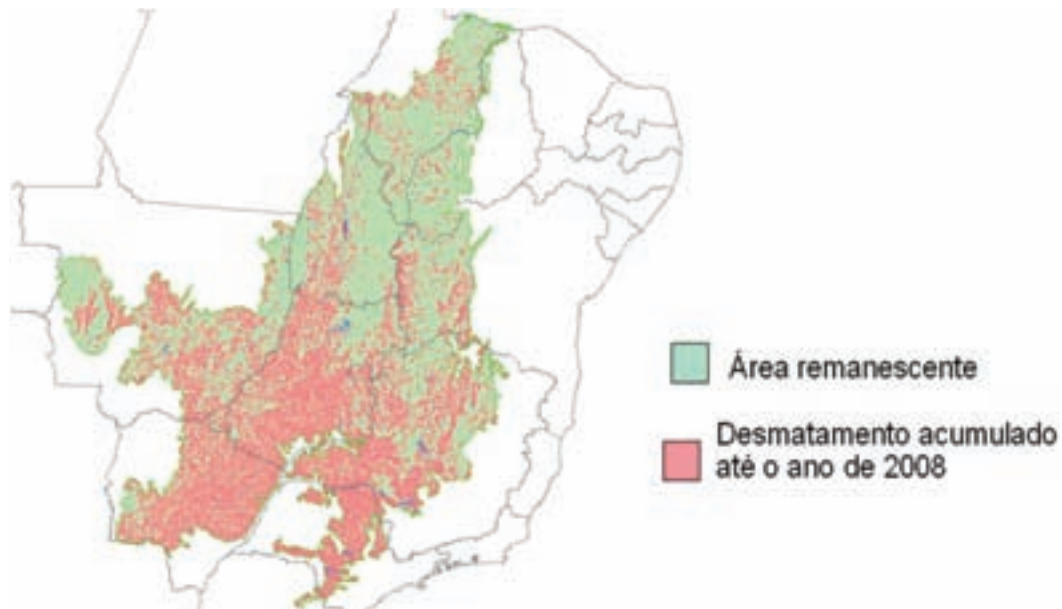 Área remanescente
Desmatamento acumulado
até o ano de 2008